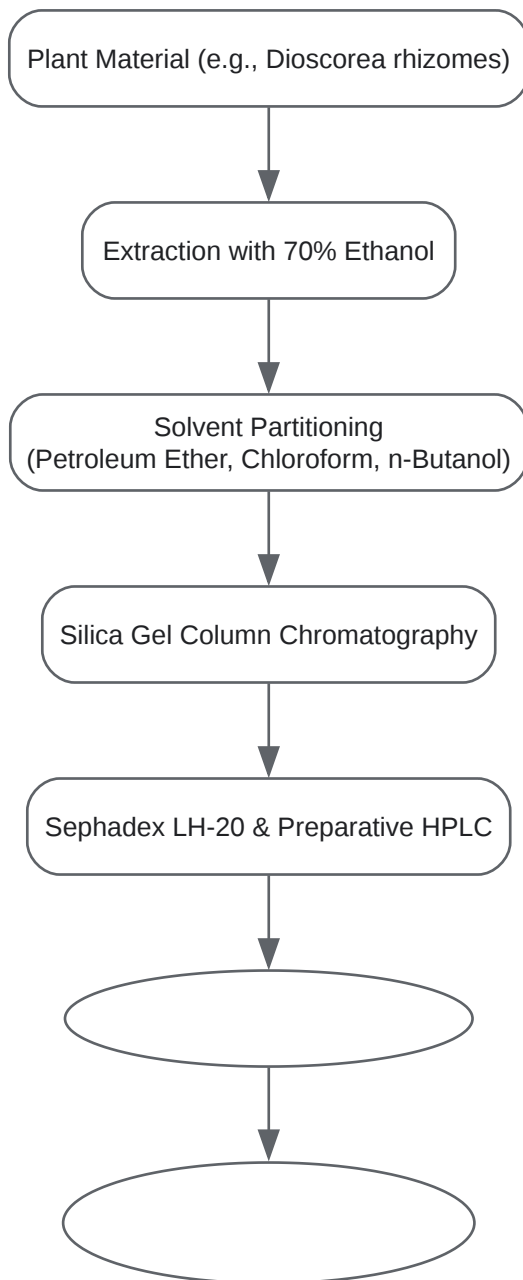 Plant Material (e.g., Dioscorea rhizomes)
Extraction with 70% Ethanol
Solvent Partitioning
(Petroleum Ether, Chloroform, n-Butanol)
Silica Gel Column Chromatography
Sephadex LH-20 & Preparative HPLC